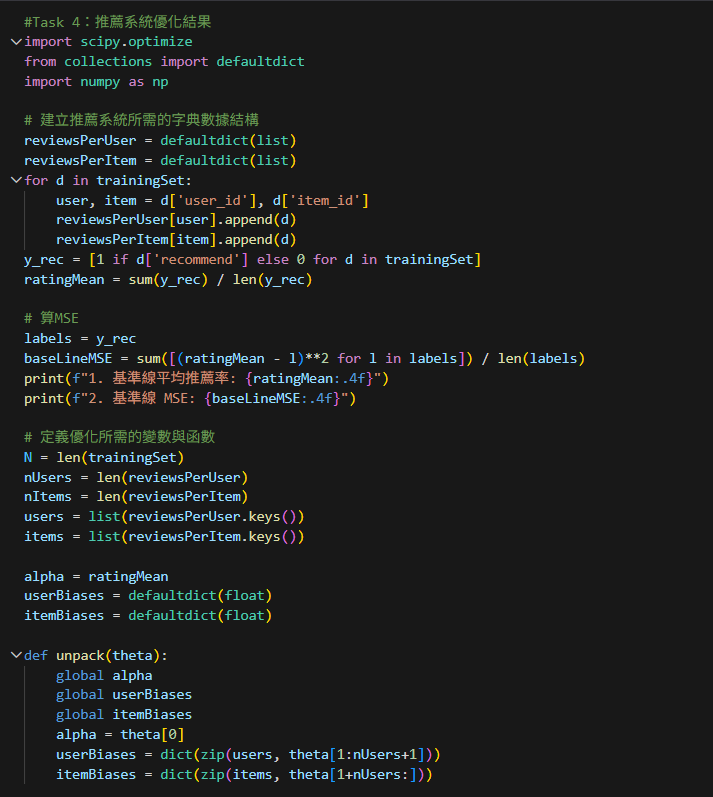 #Task 4：推薦系統優化結果
import scipy.optimize
from collections import defaultdict
import numpy as np
# 建立推薦系統所需的字典數據結構
reviewsPerUser = defaultdict(list)
reviewsPerItem = defaultdict(list)
for d in trainingSet:
    user, item = d['user_id'], d['item_id']
    reviewsPerUser[user].append(d)
    reviewsPerItem[item].append(d)
y_rec = [1 if d['recommend'] else 0 for d in trainingSet]
ratingMean = sum(y_rec) / len(y_rec)
# 算MSE
labels = y_rec
baseLineMSE = sum([(ratingMean - l)**2 for l in labels]) / len(labels)
print(f"1. 基準線平均推薦率: {ratingMean:.4f}")
print(f"2. 基準線 MSE: {baseLineMSE:.4f}")
# 定義優化所需的變數與函數
N = len(trainingSet)
nUsers = len(reviewsPerUser)
nItems = len(reviewsPerItem)
users = list(reviewsPerUser.keys())
items = list(reviewsPerItem.keys())
alpha = ratingMean
userBiases = defaultdict(float)
itemBiases = defaultdict(float)
def unpack(theta):
    global alpha
    global userBiases
    global itemBiases
    alpha = theta[0]
    userBiases = dict(zip(users, theta[1:nUsers+1]))
    itemBiases = dict(zip(items, theta[1+nUsers:]))